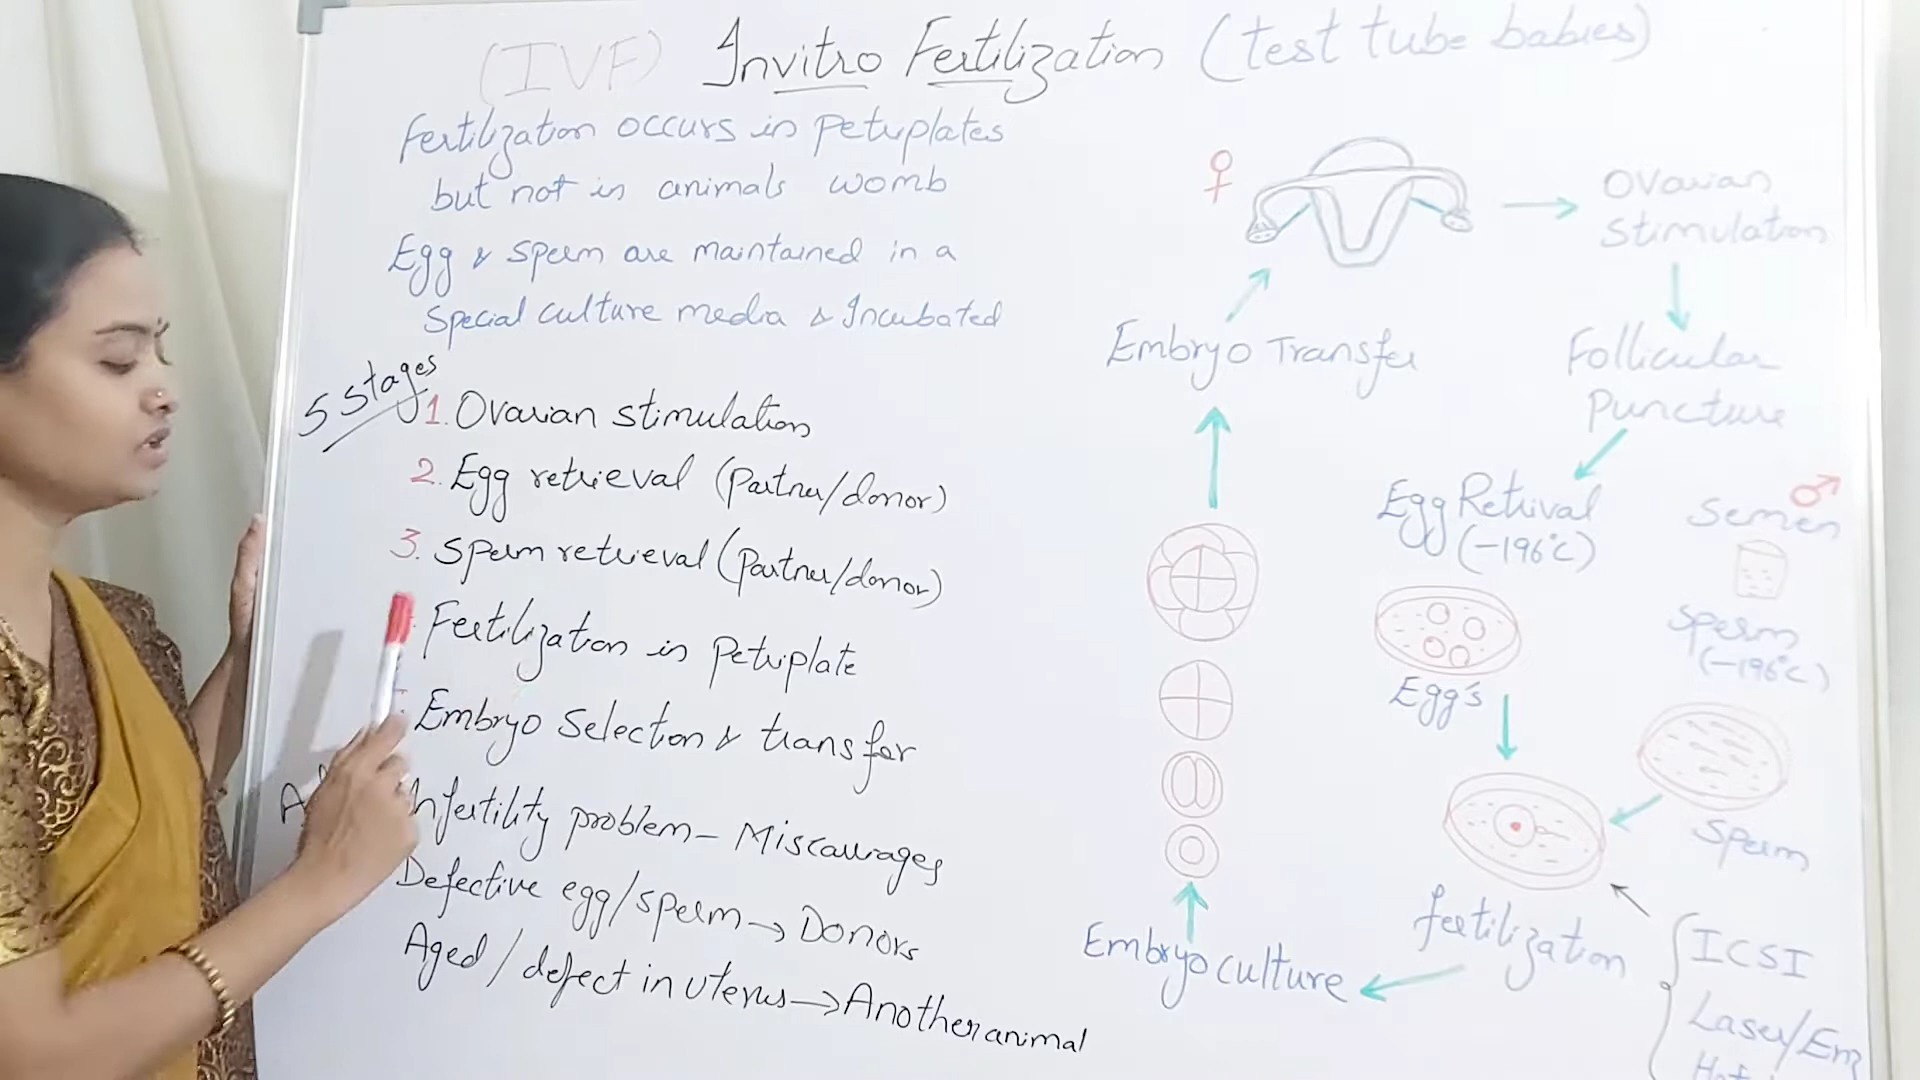 (IVF) Invitro Fertilization (test tube babies)
Fertilization occurs in Petriplates
but not in animals womb
Egg & Sperm are maintained in a
Special culture media & Incubated
5 Stages
1. Ovarian stimulation
2. Egg retrieval (Partner/donor)
3. Sperm retrieval (Partner/donor)
Fertilization in Petriplate
Embryo Selection & transfer
Infertility problem - Miscarriages
Defective egg/sperm → Donors
Aged / defect in uterus → Another animal
♀
Ovarian
Stimulation
Follicular
Puncture
Egg Retrival
(-196°C)
Egg's
♂
Semen
Sperm
(-196°C)
Sperm
fertilization
ICSI
Laser/
Embryo culture
Embryo Transfer